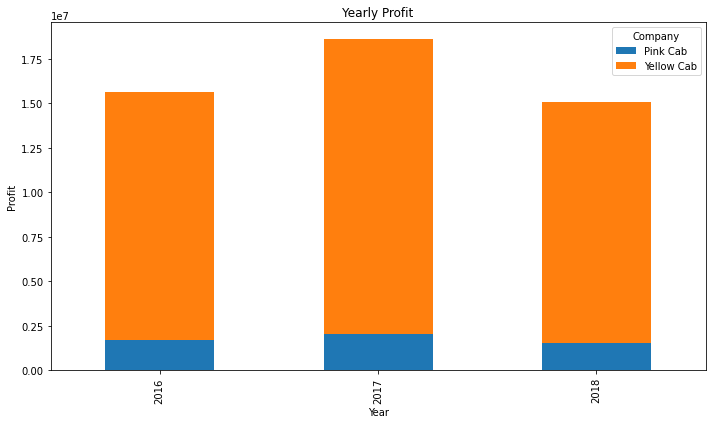 Yearly Profit
1e7
Company
Pink Cab
Yellow Cab
1.75
1.50
1.25
1.00
0.75
0.50
0.25
0.00
Profit
2016
2017
2018
Year